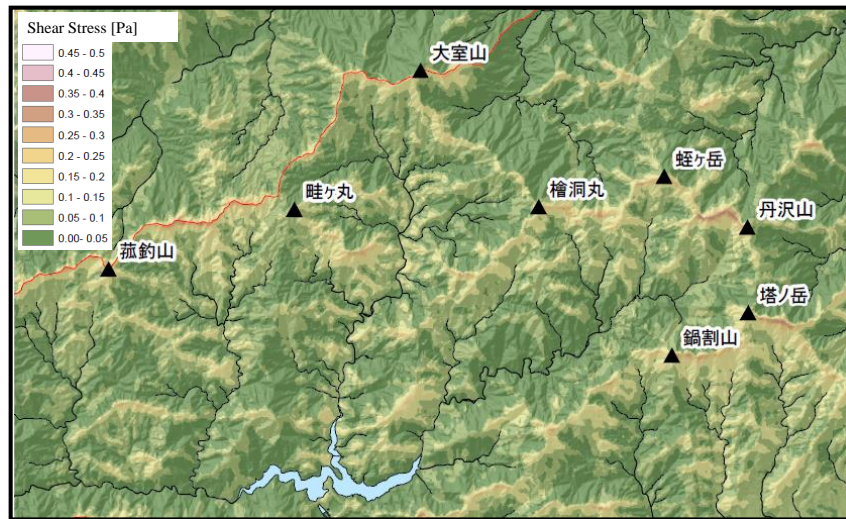 Shear Stress [Pa]
0.45 - 0.5
0.4 - 0.45
0.35 - 0.4
0.3 - 0.35
0.25 - 0.3
0.2 - 0.25
0.15 - 0.2
0.1 - 0.15
0.05 - 0.1
0.00- 0.05
大室山
蛭ヶ岳
畦ヶ丸
檜洞丸
丹沢山
菰釣山
塔ノ岳
鍋割山